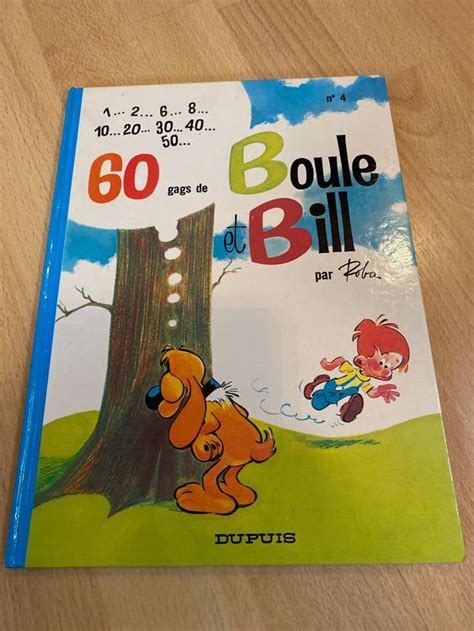 n° 4
1... 2... 6... 8...
10... 20... 30... 40...
50...
60 gags de Boule
et Bill
par Roba
DUPUIS